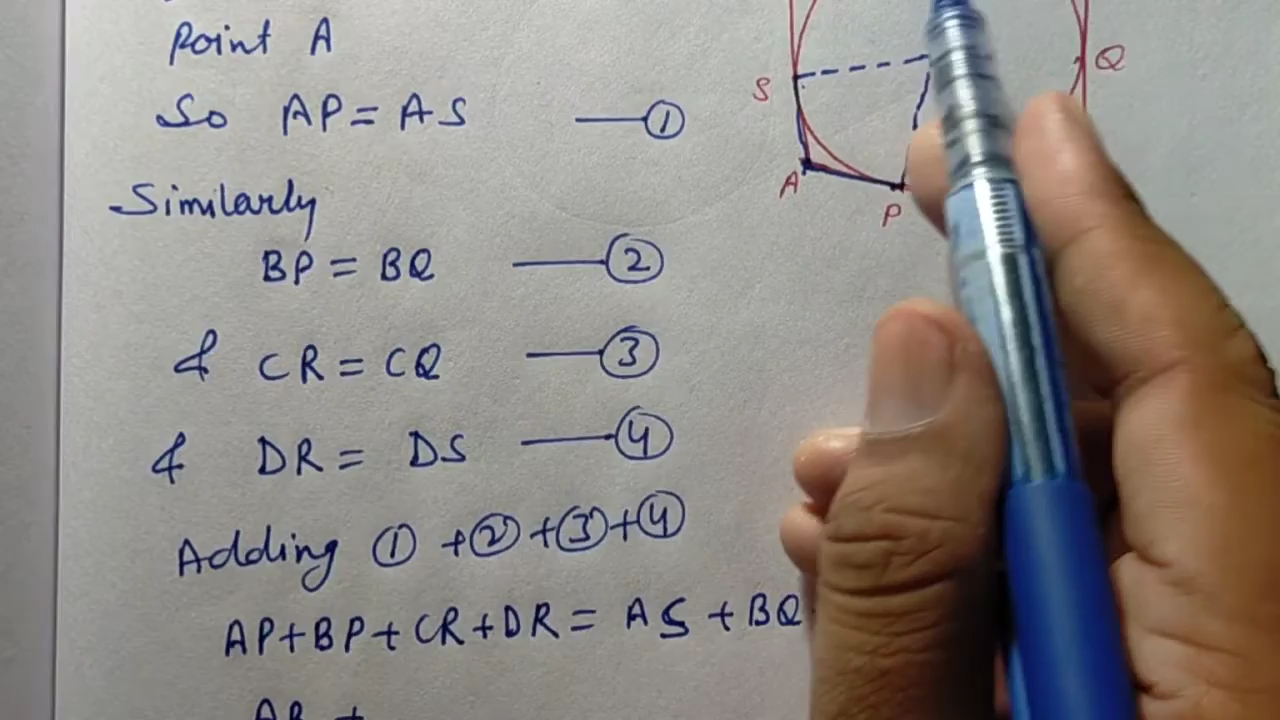 Point A
So AP = AS —①
Similarly
BP = BQ —②
& CR = CQ —③
& DR = DS —④
Adding ① + ② + ③ + ④
AP + BP + CR + DR = AS + BQ
AB +
S
Q
A
P